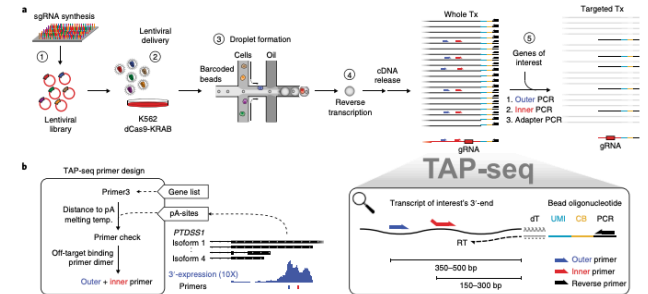 a
sgRNA synthesis
1
Lentiviral
library
Lentiviral
delivery
2
K562
dCas9-KRAB
3 Droplet formation
Cells Oil
Barcoded
beads
4
Reverse
transcription
cDNA
release
Whole Tx
gRNA
5
Genes of
interest
1. Outer PCR
2. Inner PCR
3. Adapter PCR
Targeted Tx
gRNA
TAP-seq
b
TAP-seq primer design
Primer3
Gene list
Distance to pA
melting temp.
pA-sites
Primer check
Off-target binding
primer dimer
Outer + inner primer
PTDSS1
Isoform 1
:
Isoform 4
3′-expression (10X)
Primers
Transcript of interest's 3′-end
Bead oligonucleotide
dT UMI CB PCR
RT
350–500 bp
150–300 bp
Outer primer
Inner primer
Reverse primer